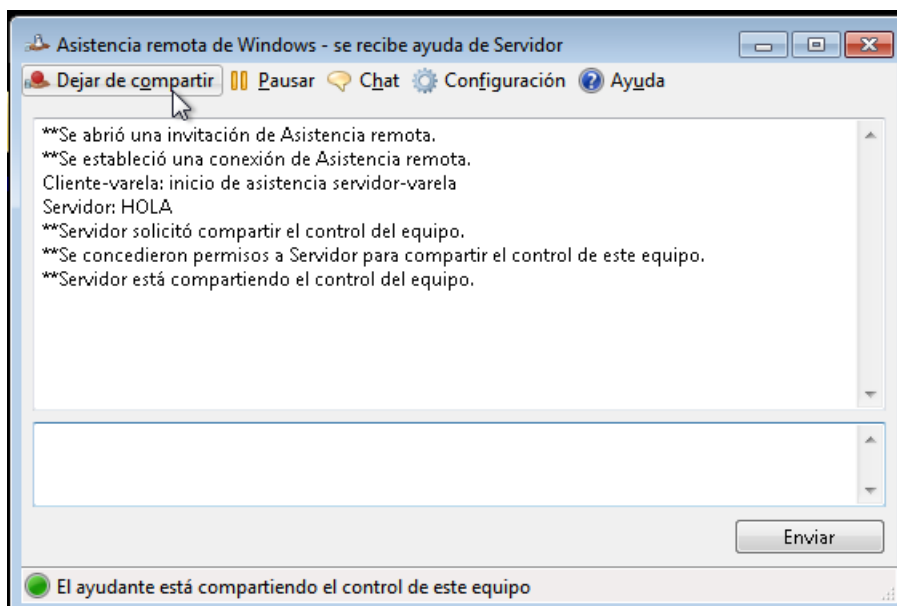 Asistencia remota de Windows - se recibe ayuda de Servidor
Dejar de compartir Pausar Chat Configuración Ayuda
**Se abrió una invitación de Asistencia remota.
**Se estableció una conexión de Asistencia remota.
Cliente-varela: inicio de asistencia servidor-varela
Servidor: HOLA
**Servidor solicitó compartir el control del equipo.
**Se concedieron permisos a Servidor para compartir el control de este equipo.
**Servidor está compartiendo el control del equipo.
Enviar
El ayudante está compartiendo el control de este equipo